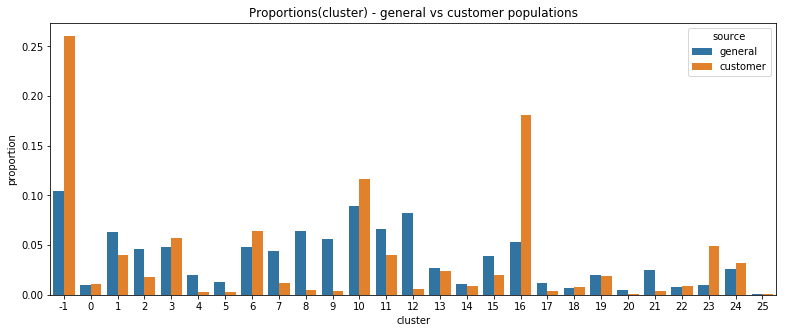 Proportions(cluster) - general vs customer populations
source
general
customer
0.25
0.20
0.15
0.10
0.05
0.00
proportion
-1 0 1 2 3 4 5 6 7 8 9 10 11 12 13 14 15 16 17 18 19 20 21 22 23 24 25
cluster